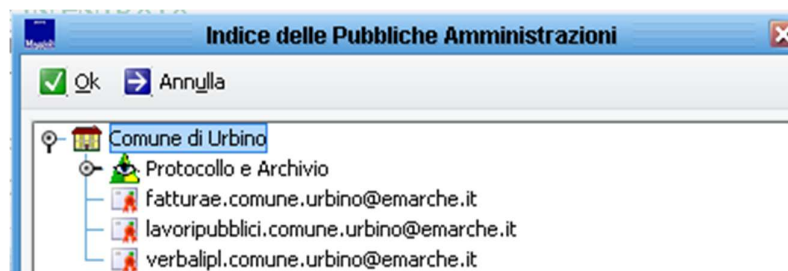 Indice delle Pubbliche Amministrazioni
Ok Annulla
Comune di Urbino
Protocollo e Archivio
fatturae.comune.urbino@emarche.it
lavoripubblici.comune.urbino@emarche.it
verbalipl.comune.urbino@emarche.it